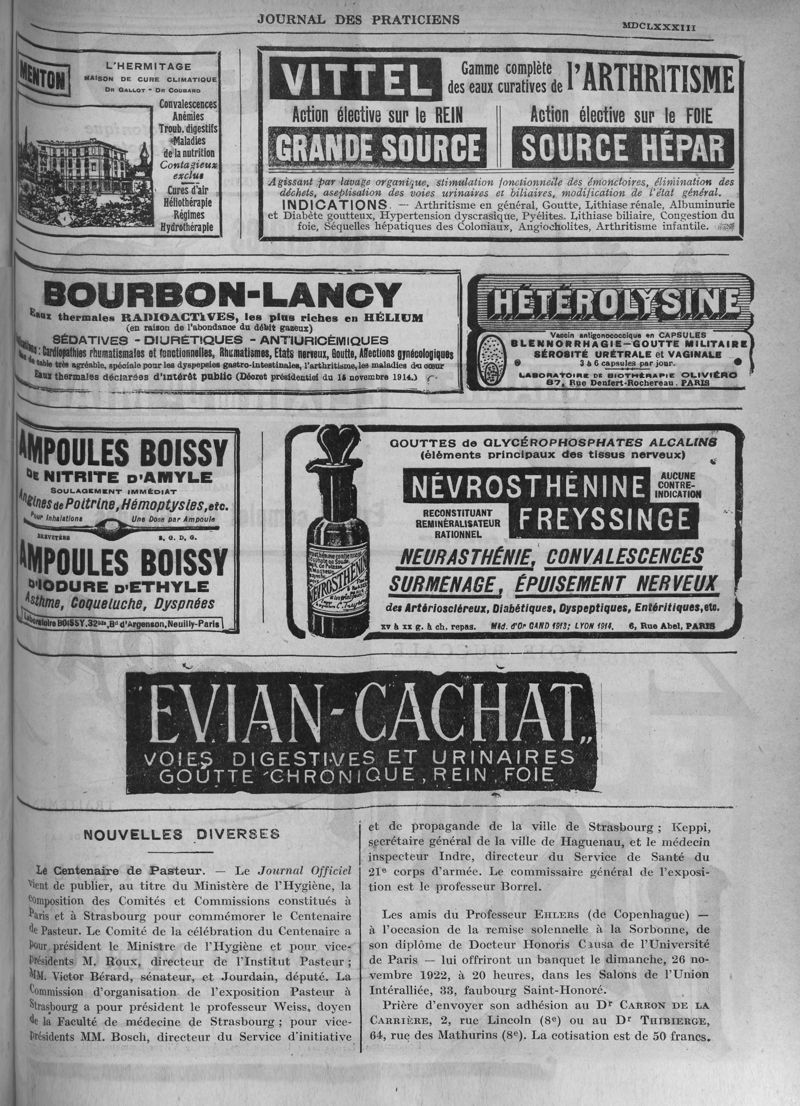 JOURNAL DES PRATICIENS
MDCLXXXIII
MENTON
L'HERMITAGE
MAISON DE CURE CLIMATIQUE
DR GALLOT - DR COUBARD
Convalescences
Anémies
Troub. digestifs
Maladies
de la nutrition
Contagieux
exclus
Cures d'air
Héliothérapie
Régimes
Hydrothérapie
VITTEL
Gamme complète
des eaux curatives de l'ARTHRITISME
Action élective sur le REIN
GRANDE SOURCE
Action élective sur le FOIE
SOURCE HÉPAR
Agissant par lavage organique, stimulation fonctionnelle des émonctoires, élimination des
déchets, aseptisation des voies urinaires et biliaires, modification de l'état général.
INDICATIONS. — Arthritisme en général, Goutte, Lithiase rénale, Albuminurie
et Diabète goutteux, Hypertension dyscrasique, Pyélites. Lithiase biliaire, Congestion du
foie, Séquelles hépatiques des Coloniaux, Angiocholites, Arthritisme infantile.
BOURBON-LANCY
Eaux thermales RADIOACTIVES, les plus riches en HÉLIUM
(en raison de l'abondance du débit gazeux)
SÉDATIVES - DIURÉTIQUES - ANTIURICÉMIQUES
: Cardiopathies rhumatismales et fonctionnelles, Rhumatismes, Etats nerveux, Goutte, Affections gynécologiques
de table très agréable, spéciale pour les dyspepsies gastro-intestinales, l'arthritisme, les maladies du cœur
Eaux thermales déclarées d'intérêt public (Décret présidentiel du 14 novembre 1914.)
HÉTÉROLYSINE
Vaccin antigonococcique en CAPSULES
BLENNORRHAGIE-GOUTTE MILITAIRE
SÉROSITÉ URÉTRALE et VAGINALE
3 à 6 capsules par jour.
LABORATOIRE DE BIOTHÉRAPIE OLIVIÉRO
67, Rue Denfert-Rochereau. PARIS
AMPOULES BOISSY
DE NITRITE D'AMYLE
SOULAGEMENT IMMÉDIAT
Angines de Poitrine, Hémoptysies, etc.
Pour Inhalations Une Dose par Ampoule
BREVETÉES S. G. D. G.
AMPOULES BOISSY
D'IODURE D'ETHYLE
Asthme, Coqueluche, Dyspnées
Laboratoire BOISSY, 32bis, Bd d'Argenson, Neuilly-Paris
GOUTTES de GLYCÉROPHOSPHATES ALCALINS
(éléments principaux des tissus nerveux)
NÉVROSTHÉNINE
AUCUNE
CONTRE-
INDICATION
RECONSTITUANT
REMINÉRALISATEUR
RATIONNEL
FREYSSINGE
NÉVROSTHÉNINE
NEURASTHÉNIE, CONVALESCENCES
SURMENAGE, ÉPUISEMENT NERVEUX
des Artérioscléreux, Diabétiques, Dyspeptiques, Entéritiques, etc.
XV à XX g. à ch. repas. Méd. d'Or GAND 1913; LYON 1914. 6, Rue Abel, PARIS
EVIAN-CACHAT„
VOIES DIGESTIVES ET URINAIRES
GOUTTE CHRONIQUE, REIN, FOIE
NOUVELLES DIVERSES
Le Centenaire de Pasteur. — Le Journal Officiel
vient de publier, au titre du Ministère de l'Hygiène, la
composition des Comités et Commissions constitués à
Paris et à Strasbourg pour commémorer le Centenaire
de Pasteur. Le Comité de la célébration du Centenaire a
pour président le Ministre de l'Hygiène et pour vice-
présidents M. Roux, directeur de l'Institut Pasteur ;
MM. Victor Bérard, sénateur, et Jourdain, député. La
Commission d'organisation de l'exposition Pasteur à
Strasbourg a pour président le professeur Weiss, doyen
de la Faculté de médecine de Strasbourg ; pour vice-
présidents MM. Bosch, directeur du Service d'initiative
et de propagande de la ville de Strasbourg ; Keppi,
secrétaire général de la ville de Haguenau, et le médecin
inspecteur Indre, directeur du Service de Santé du
21e corps d'armée. Le commissaire général de l'exposi-
tion est le professeur Borrel.
Les amis du Professeur EHLERS (de Copenhague) —
à l'occasion de la remise solennelle à la Sorbonne, de
son diplôme de Docteur Honoris Causa de l'Université
de Paris — lui offriront un banquet le dimanche, 26 no-
vembre 1922, à 20 heures, dans les Salons de l'Union
Intéralliée, 33, faubourg Saint-Honoré.
Prière d'envoyer son adhésion au Dr CARRON DE LA
CARRIÈRE, 2, rue Lincoln (8e) ou au Dr THIBIERGE,
64, rue des Mathurins (8e). La cotisation est de 50 francs.